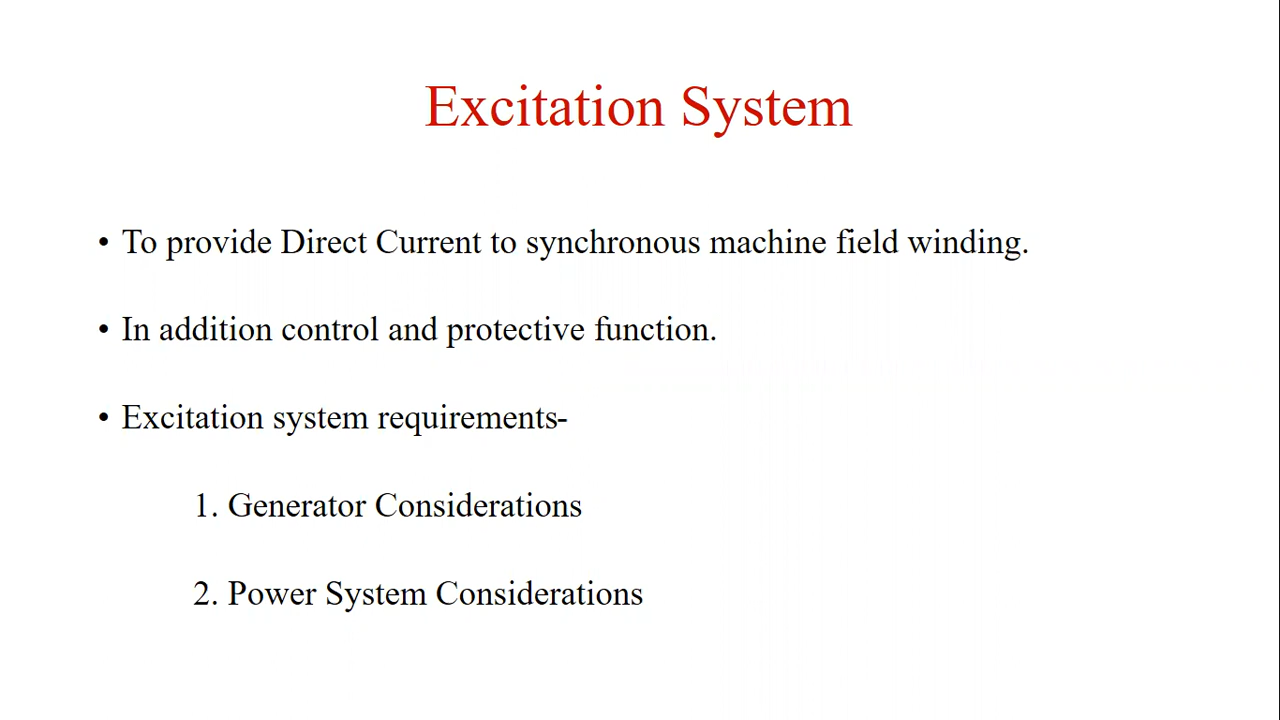 Excitation System
• To provide Direct Current to synchronous machine field winding.
• In addition control and protective function.
• Excitation system requirements-
1. Generator Considerations
2. Power System Considerations